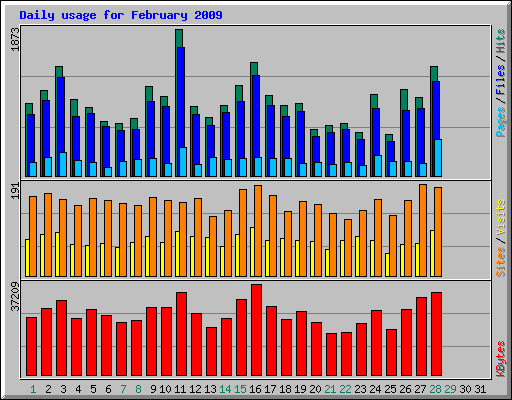 Daily usage for February 2009
1873
Pages / Files / Hits
191
Sites / Visits
37209
KBytes
1 2 3 4 5 6 7 8 9 10 11 12 13 14 15 16 17 18 19 20 21 22 23 24 25 26 27 28 29 30 31